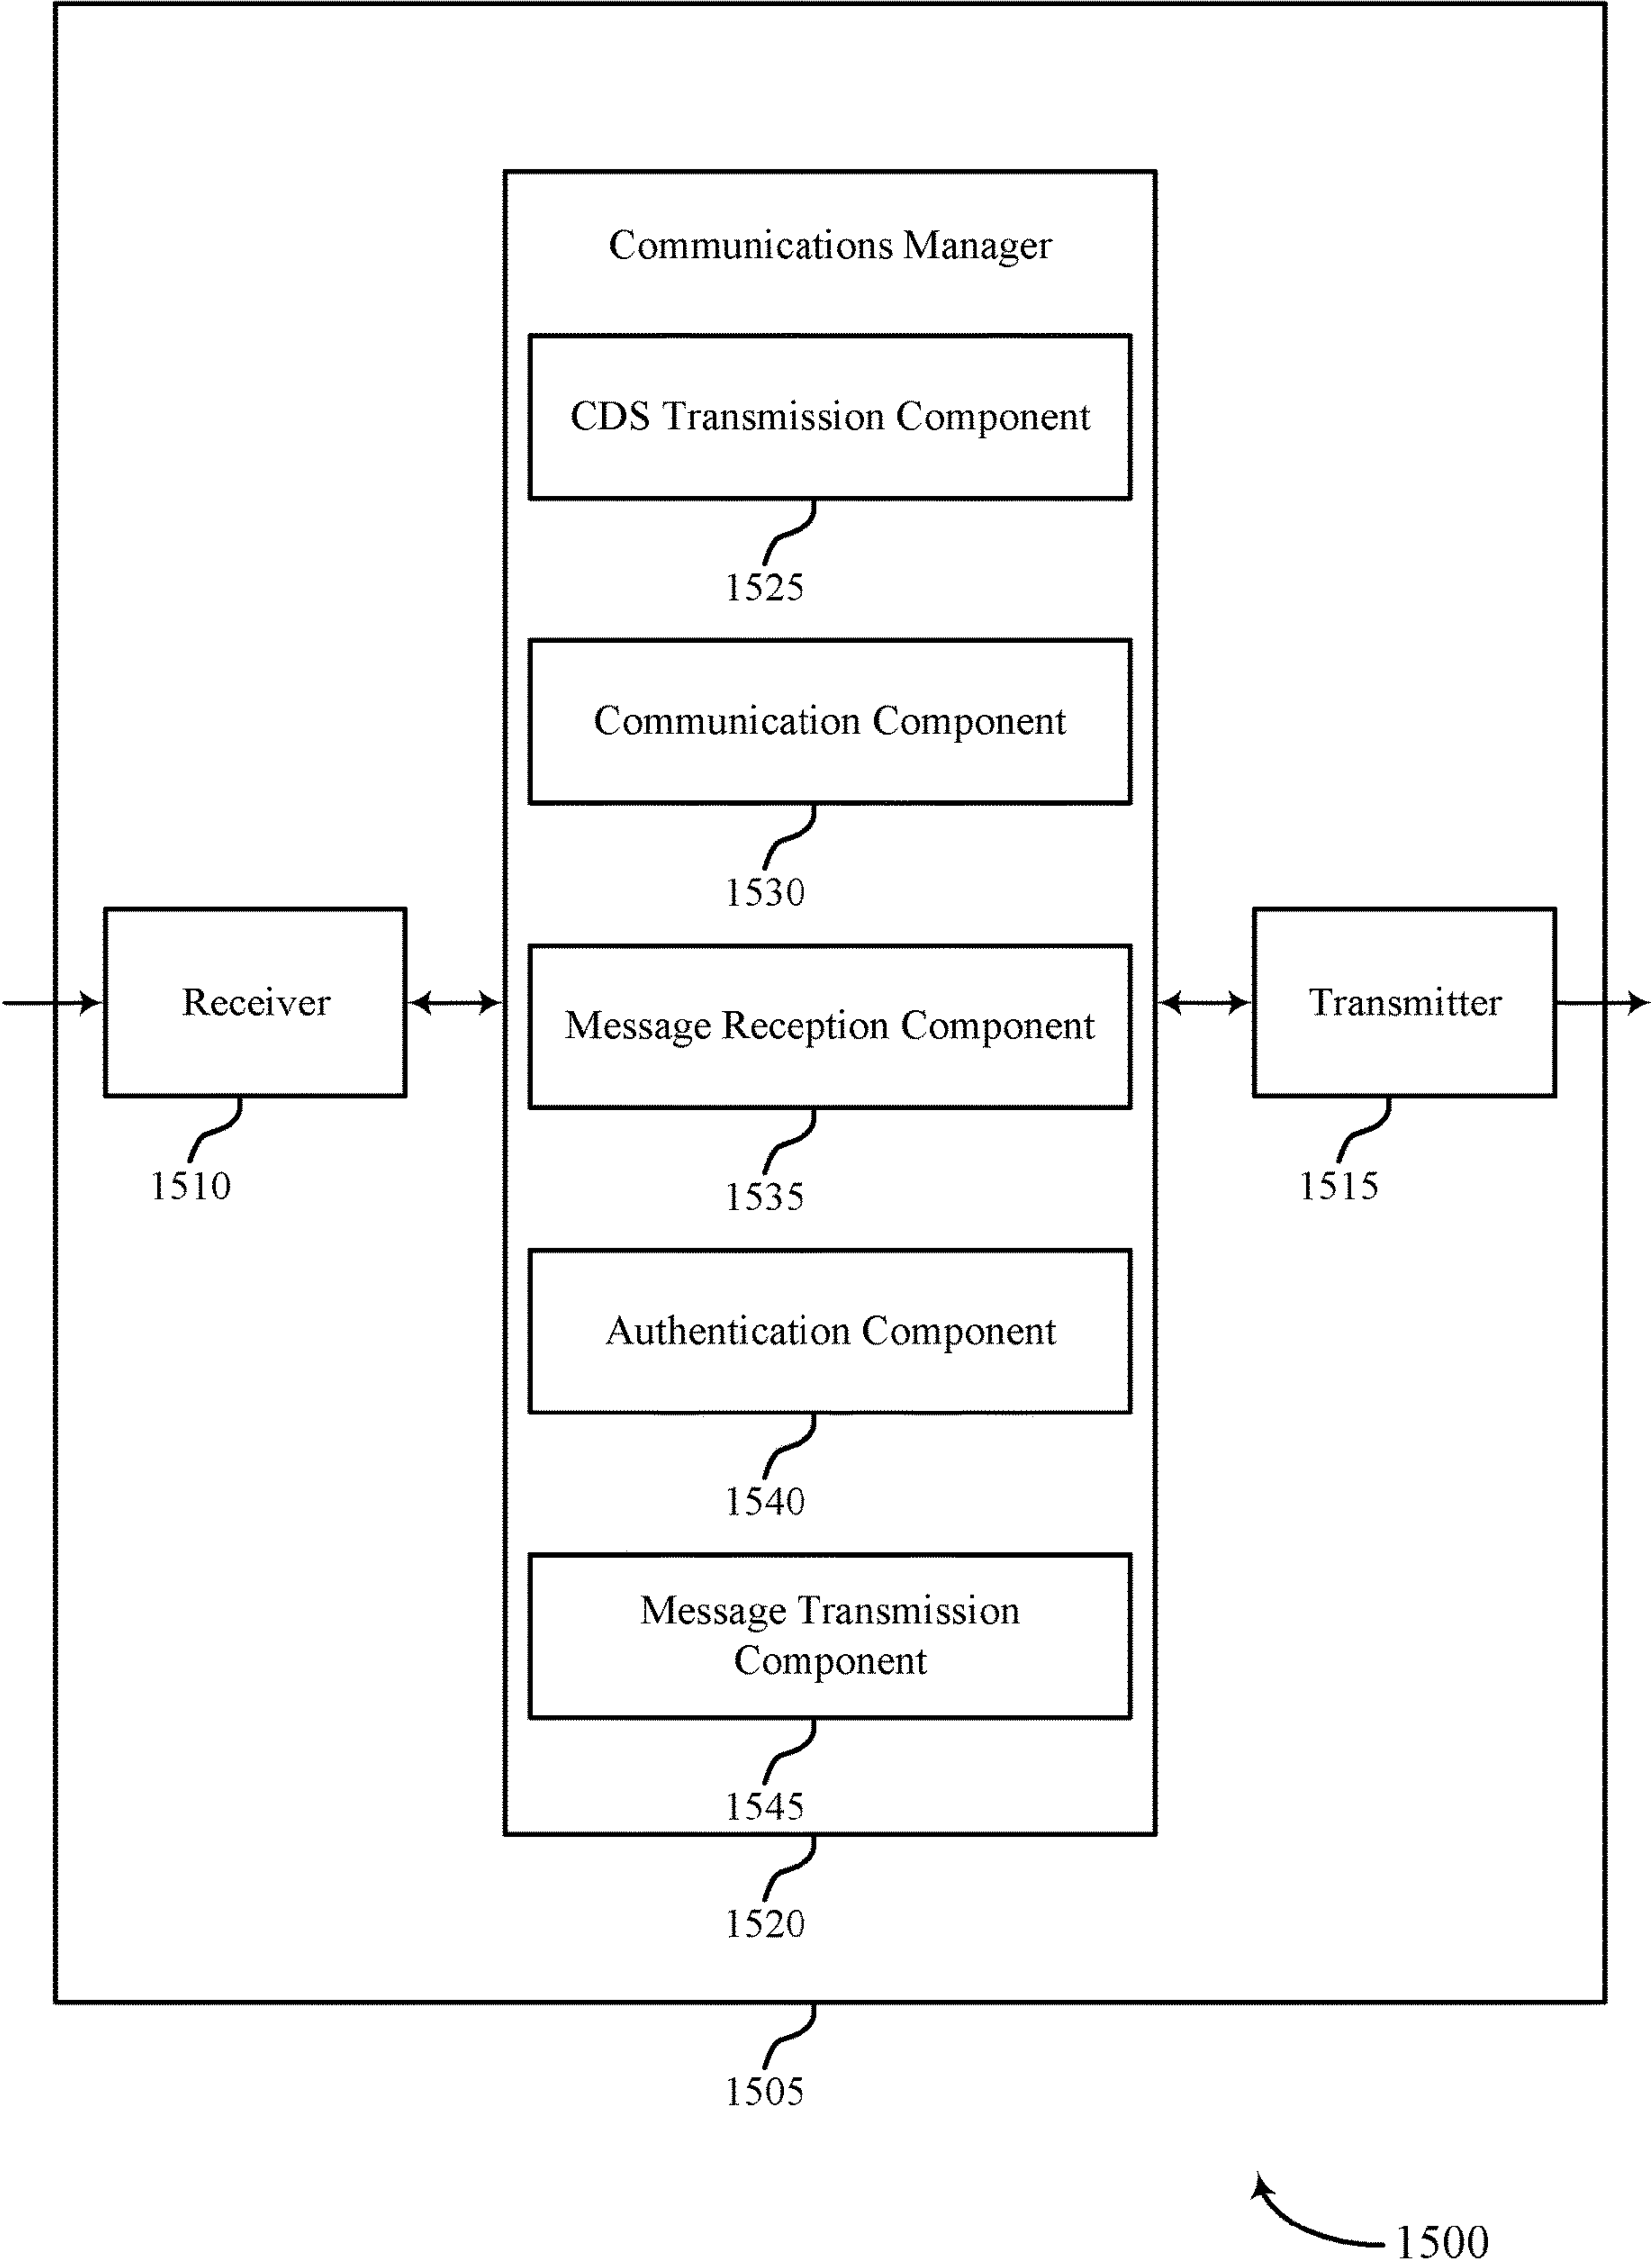 Communications Manager
CDS Transmission Component
1525
Communication Component
1530
Receiver
Message Reception Component
Transmitter
1510
1535
1515
Authentication Component
1540
Message Transmission
Component
1545
1520
1505
1500